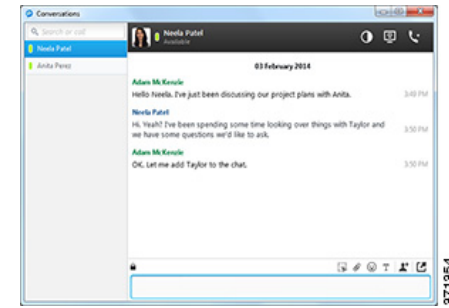 Conversations
Search or call
Neela Patel
Anita Perez
Neela Patel
Available
03 February 2014
Adam McKenzie
Hello Neela. I've just been discussing our project plans with Anita.
3:49 PM
Neela Patel
Hi. Yeah? I've been spending some time looking over things with Taylor and
we have some questions we'd like to ask.
3:50 PM
Adam McKenzie
OK. Let me add Taylor to the chat.
3:50 PM
371954